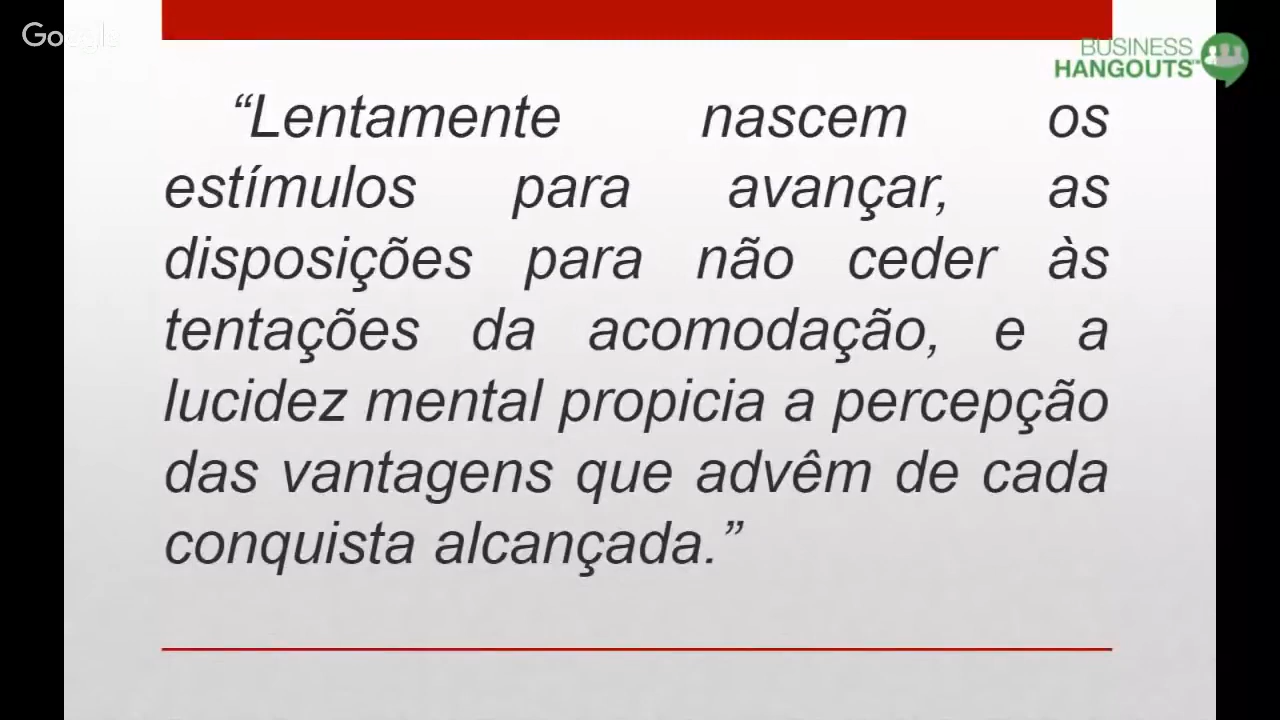 Google
BUSINESS
HANGOUTS
“Lentamente nascem os
estímulos para avançar, as
disposições para não ceder às
tentações da acomodação, e a
lucidez mental propicia a percepção
das vantagens que advêm de cada
conquista alcançada.”